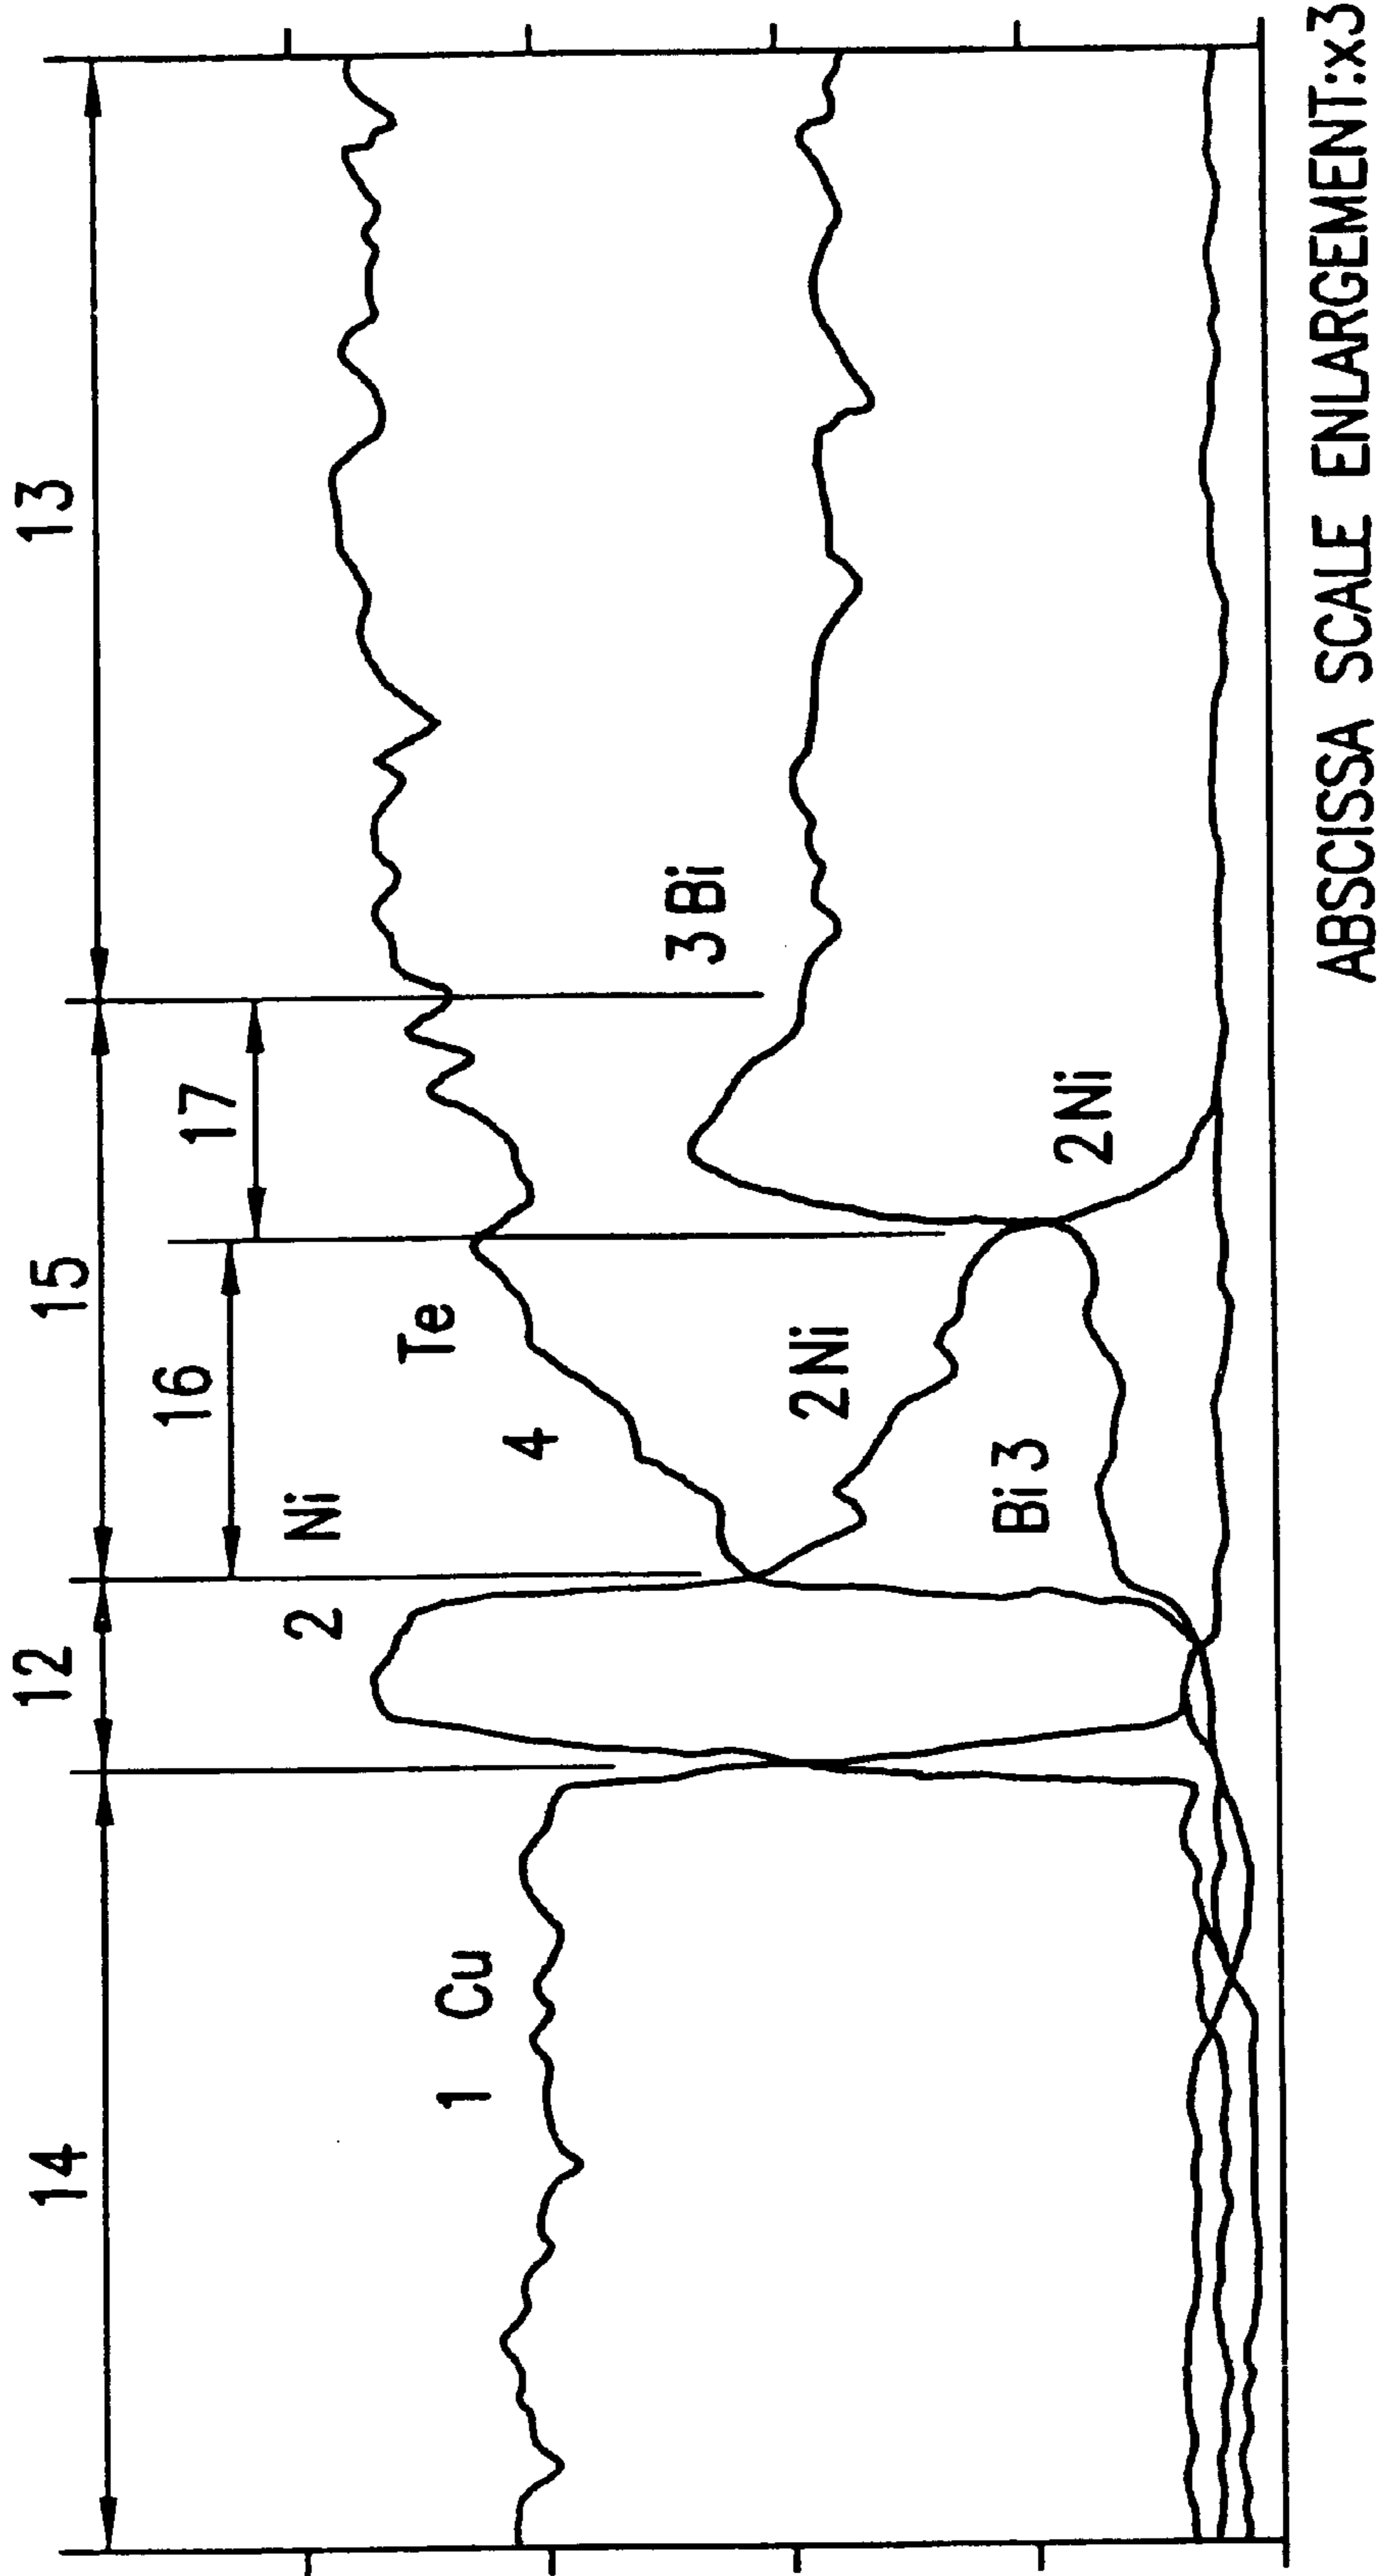 14
12
15
13
16
17
1 Cu
2
Ni
4
Te
2Ni
Bi 3
3 Bi
2Ni
ABSCISSA SCALE ENLARGEMENT:x3